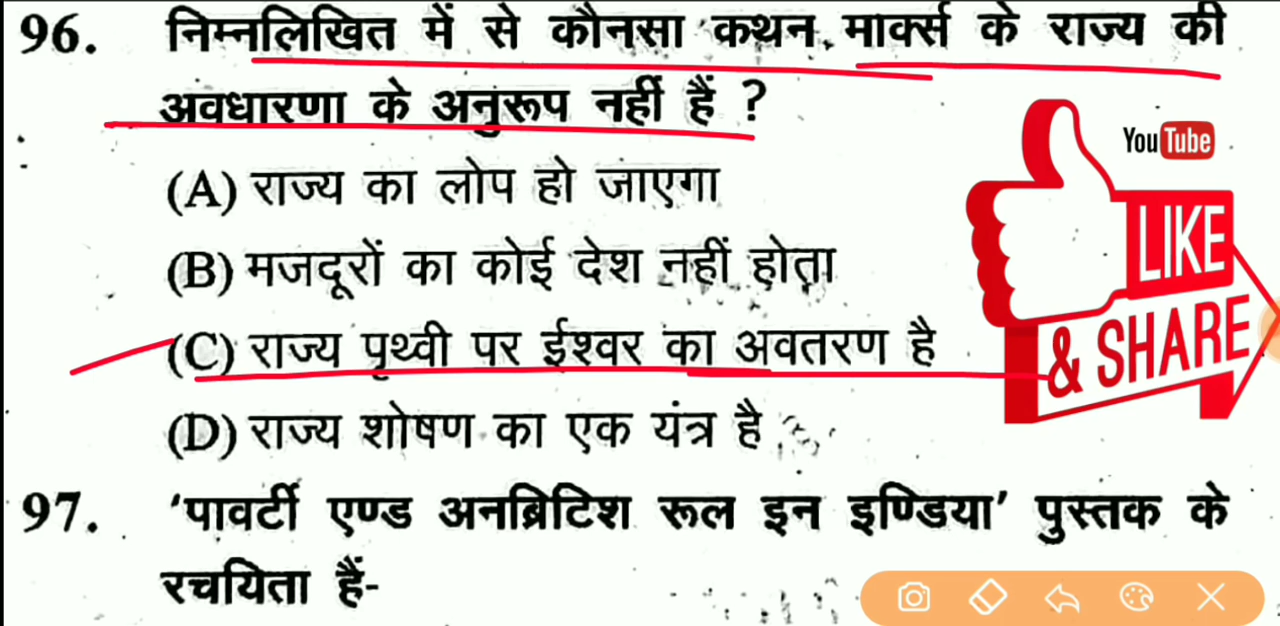 96. निम्नलिखित में से कौनसा कथन मार्क्स के राज्य की
अवधारणा के अनुरूप नहीं हैं ?
(A) राज्य का लोप हो जाएगा
(B) मजदूरों का कोई देश नहीं होता
(C) राज्य पृथ्वी पर ईश्वर का अवतरण है
(D) राज्य शोषण का एक यंत्र है
97. 'पावर्टी एण्ड अनब्रिटिश रूल इन इण्डिया' पुस्तक के
रचयिता हैं-
YouTube
LIKE
& SHARE